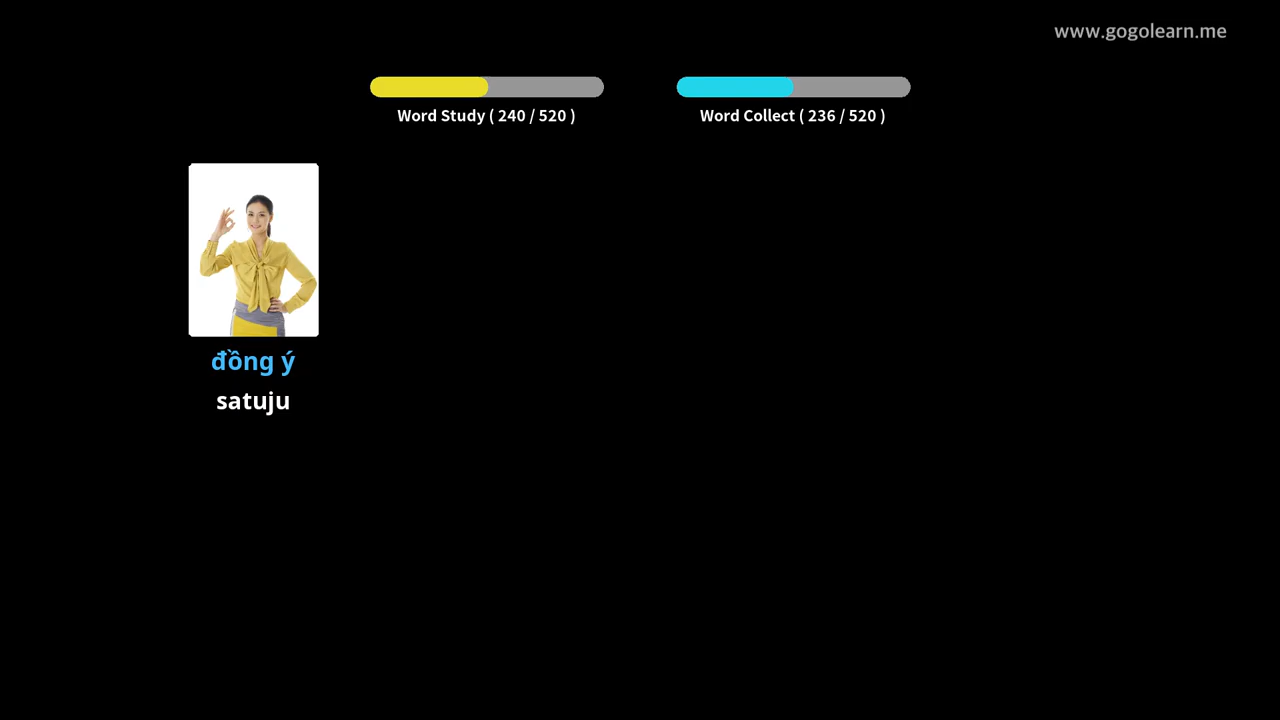 www.gogolearn.me
Word Study ( 240 / 520 )
Word Collect ( 236 / 520 )
đồng ý
satuju